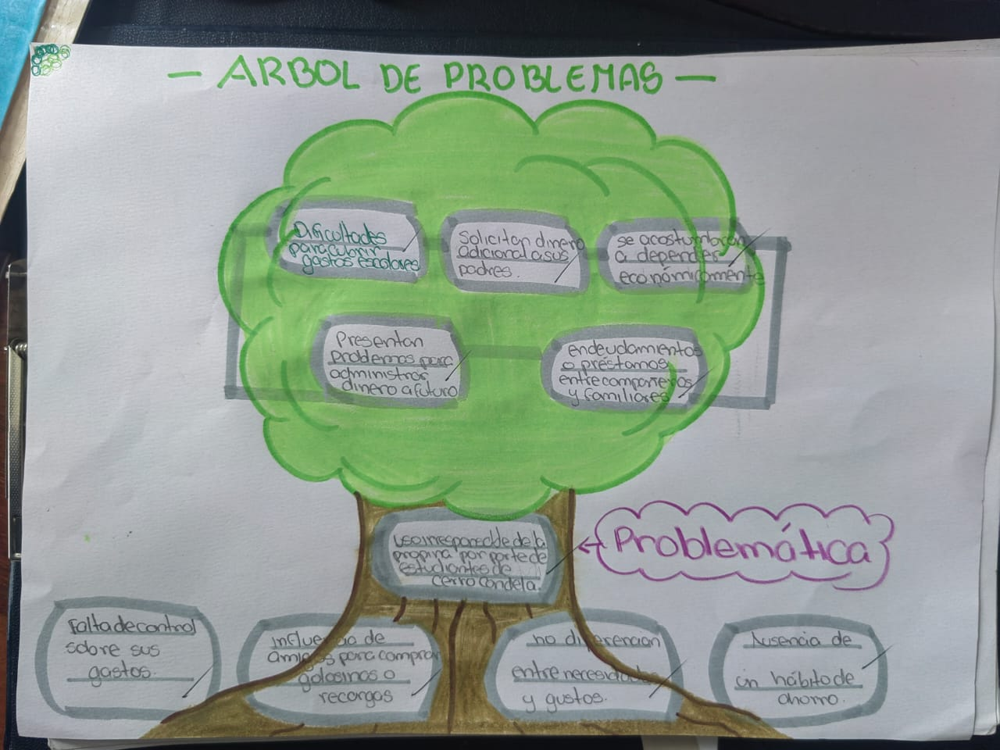 — ARBOL DE PROBLEMAS —
Dificultades
para cubrir
gastos escolares
Solicitan dinero
adicional a sus
padres.
se acostumbran
a depender
económicamente
Presentan
problemas para
administrar
dinero a futuro
endeudamientos
o préstamos
entre compañeros
y familiares
Uso irresponsable de la
propina por parte de
estudiantes de
cerro candela.
Problemática
Falta de control
sobre sus
gastos.
influencia de
amigos para comprar
golosinas o
recargas
no diferencian
entre necesidades
y gustos.
Ausencia de
un hábito de
ahorro.